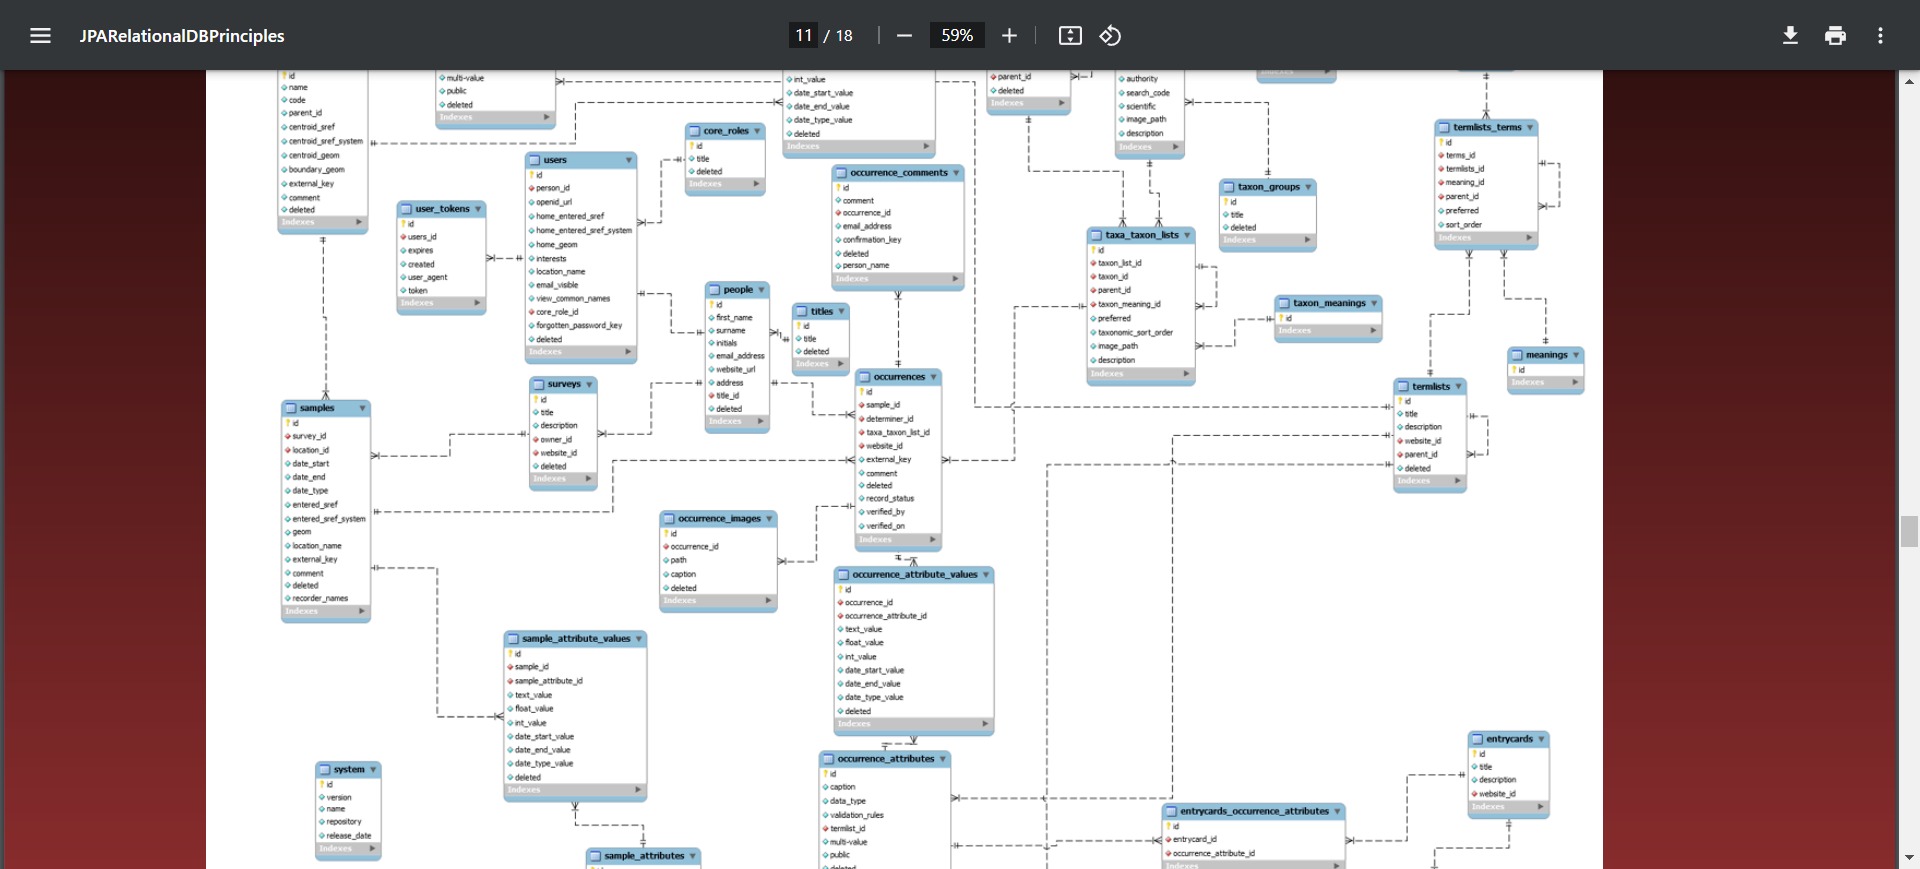 JPARelationalDBPrinciples
11 / 18
59%
id
name
code
parent_id
centroid_sref
centroid_sref_system
centroid_geom
boundary_geom
external_key
comment
deleted
Indexes
multi-value
public
deleted
Indexes
int_value
date_start_value
date_end_value
date_type_value
deleted
Indexes
parent_id
deleted
Indexes
authority
search_code
scientific
image_path
description
Indexes
Indexes
core_roles
id
title
deleted
Indexes
users
id
person_id
openid_url
home_entered_sref
home_entered_sref_system
home_geom
interests
location_name
email_visible
view_common_names
core_role_id
forgotten_password_key
deleted
Indexes
user_tokens
id
users_id
expires
created
user_agent
token
Indexes
occurrence_comments
id
comment
occurrence_id
email_address
confirmation_key
deleted
person_name
Indexes
taxon_groups
id
title
deleted
Indexes
termlists_terms
id
terms_id
termlists_id
meaning_id
parent_id
preferred
sort_order
Indexes
taxa_taxon_lists
id
taxon_list_id
taxon_id
parent_id
taxon_meaning_id
preferred
taxonomic_sort_order
image_path
description
Indexes
people
id
first_name
surname
initials
email_address
website_url
address
title_id
deleted
Indexes
titles
id
title
deleted
Indexes
taxon_meanings
id
Indexes
meanings
id
Indexes
samples
id
survey_id
location_id
date_start
date_end
date_type
entered_sref
entered_sref_system
geom
location_name
external_key
comment
deleted
recorder_names
Indexes
surveys
id
title
description
owner_id
website_id
deleted
Indexes
occurrences
id
sample_id
determiner_id
taxa_taxon_list_id
website_id
external_key
comment
deleted
record_status
verified_by
verified_on
Indexes
termlists
id
title
description
website_id
parent_id
deleted
Indexes
occurrence_images
id
occurrence_id
path
caption
deleted
Indexes
occurrence_attribute_values
id
occurrence_id
occurrence_attribute_id
text_value
float_value
int_value
date_start_value
date_end_value
date_type_value
deleted
Indexes
sample_attribute_values
id
sample_id
sample_attribute_id
text_value
float_value
int_value
date_start_value
date_end_value
date_type_value
deleted
Indexes
system
id
version
name
repository
release_date
Indexes
sample_attributes
occurrence_attributes
id
caption
data_type
validation_rules
termlist_id
multi-value
public
deleted
entrycards_occurrence_attributes
id
entrycard_id
occurrence_attribute_id
Indexes
entrycards
id
title
description
website_id
Indexes